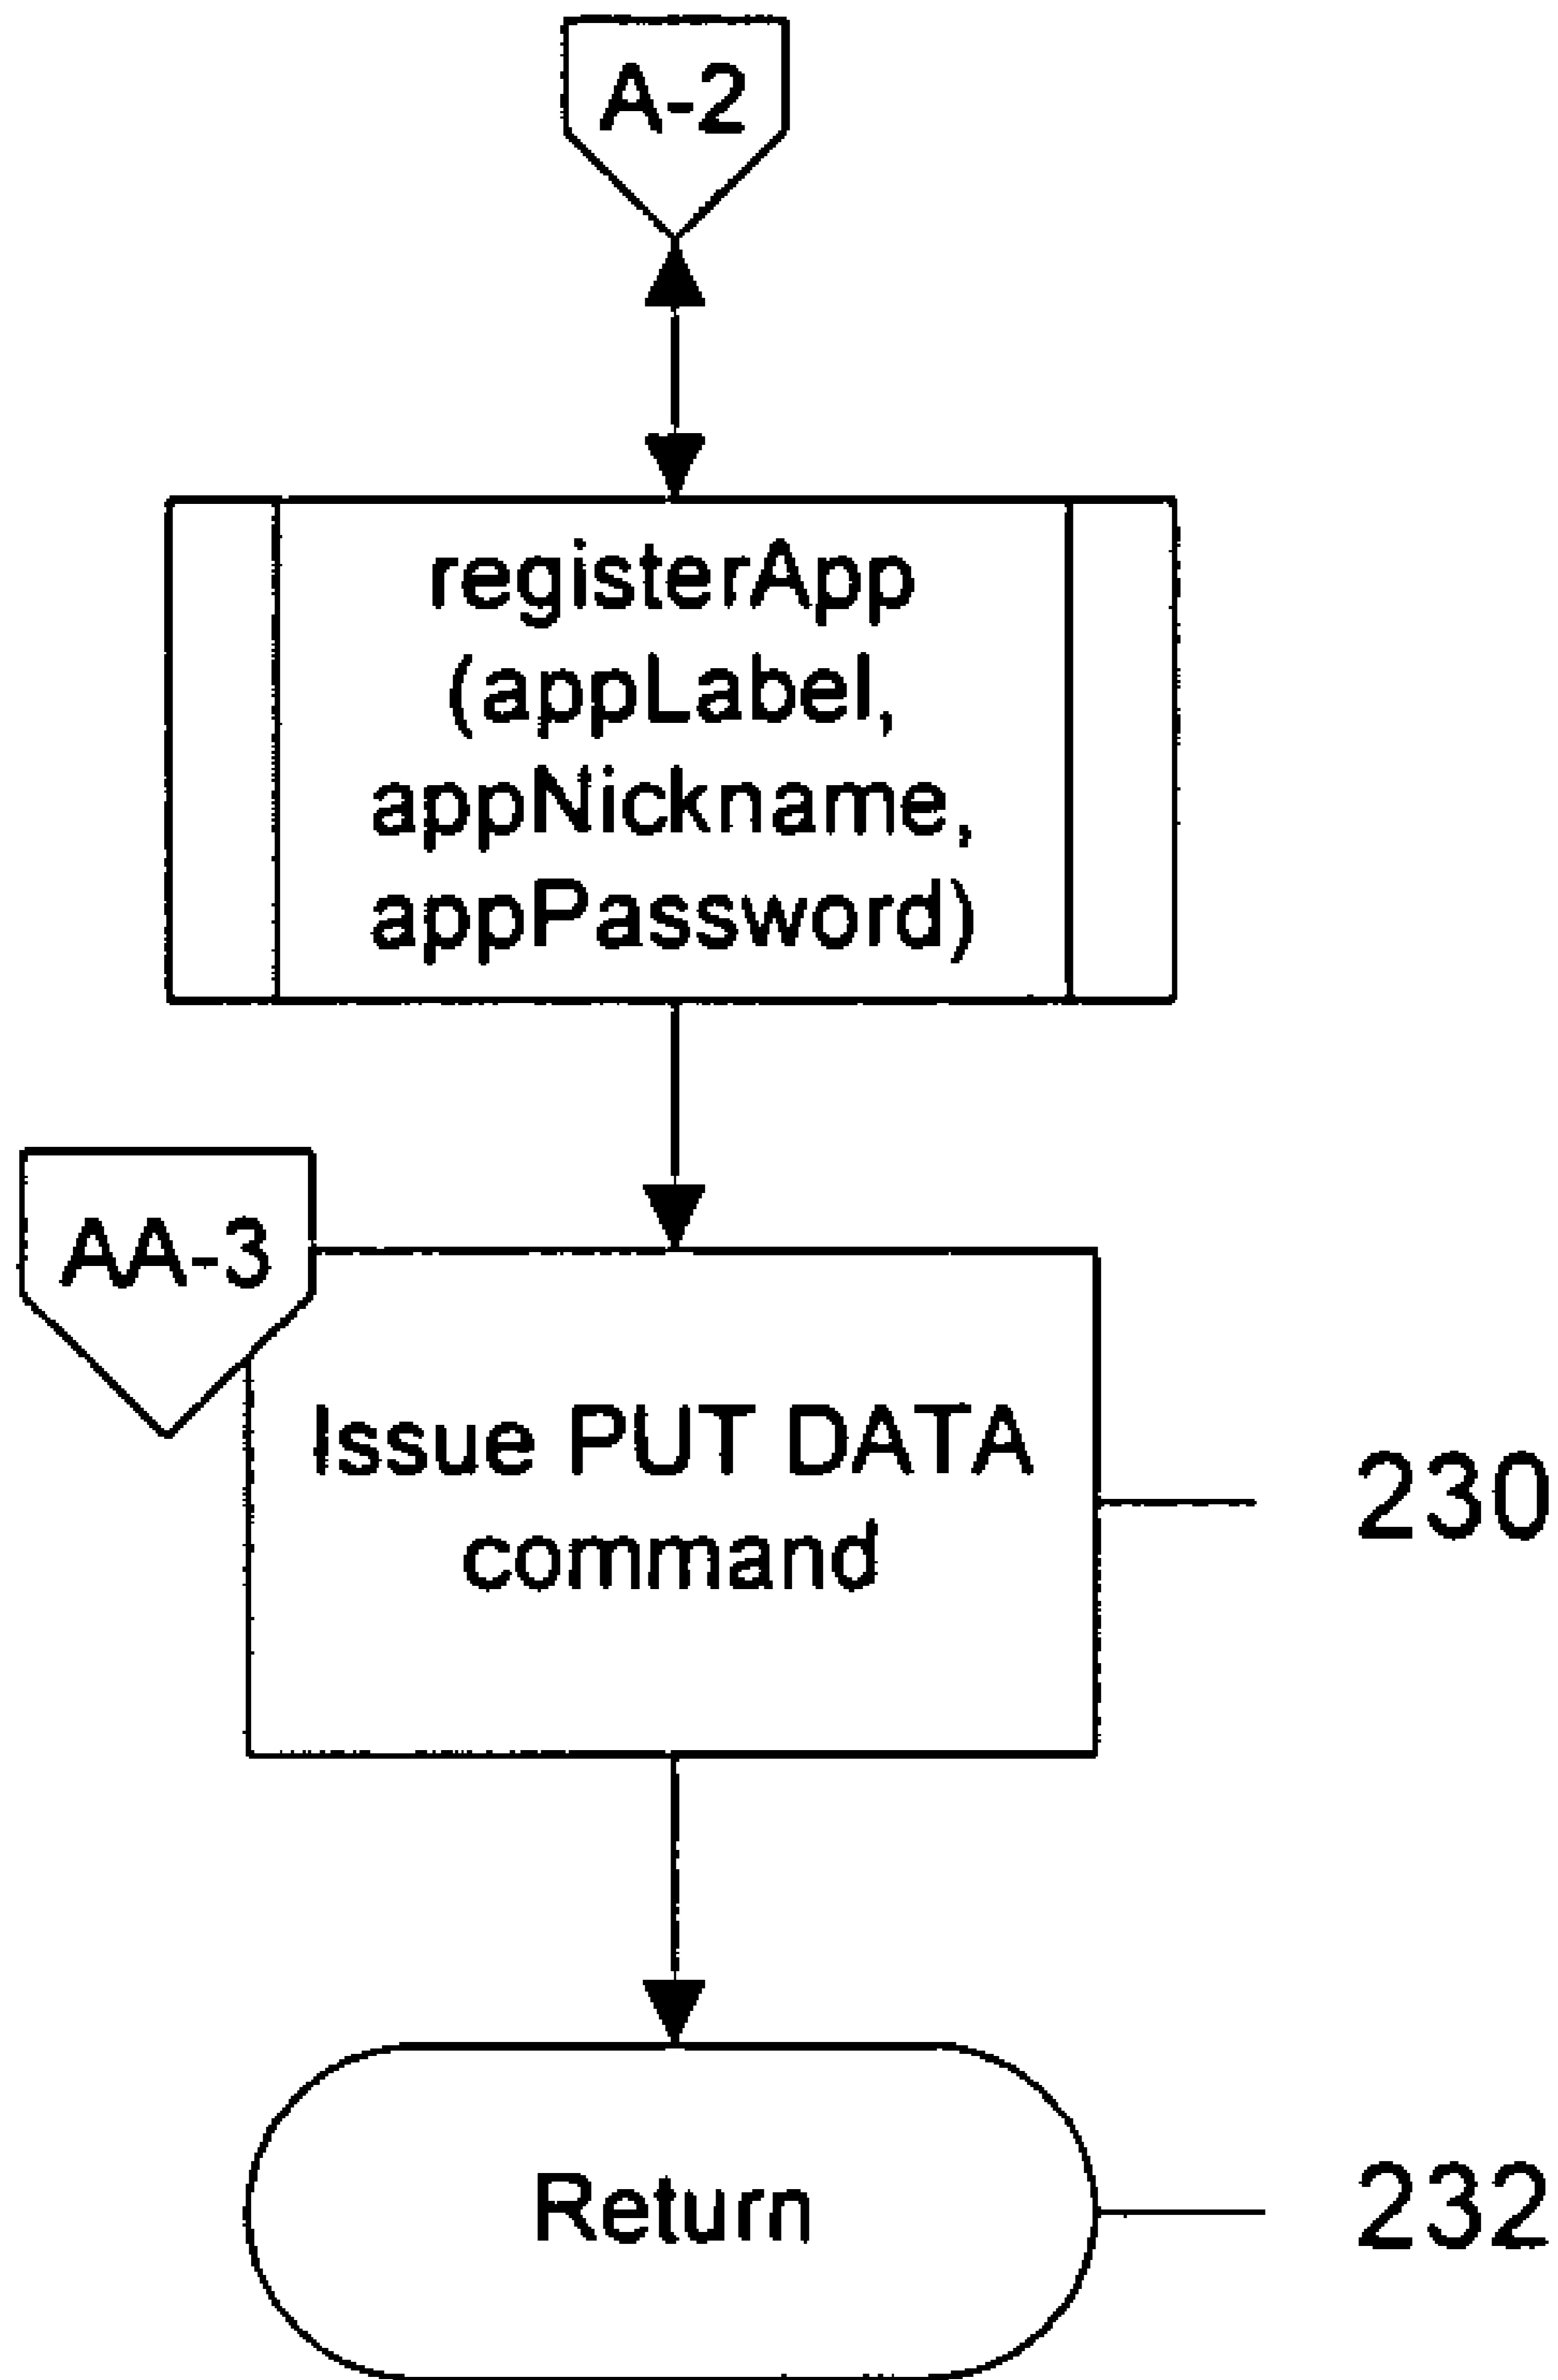 A-2
registerApp
(appLabel,
appNickname,
appPassword)
AA-3
Issue PUT DATA
command
230
Return
232